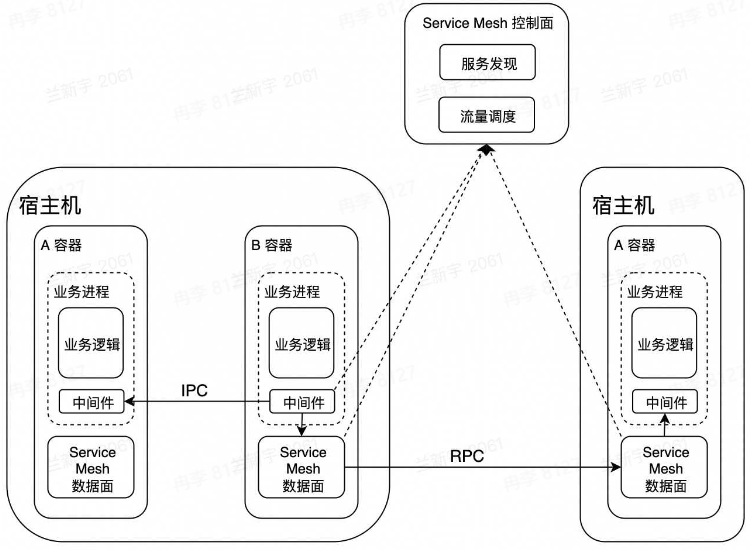 Service Mesh 控制面
服务发现
流量调度
宿主机
A 容器
业务进程
业务逻辑
中间件
Service
Mesh
数据面
IPC
B 容器
业务进程
业务逻辑
中间件
Service
Mesh
数据面
RPC
宿主机
A 容器
业务进程
业务逻辑
中间件
Service
Mesh
数据面
兰新宇 2061
冉李 8127